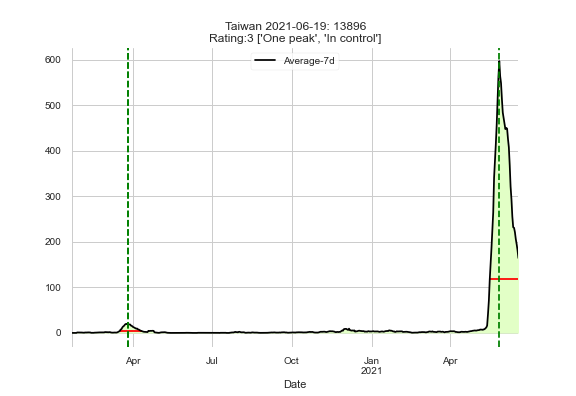 Taiwan 2021-06-19: 13896
Rating:3 ['One peak', 'In control']
Average-7d
600
500
400
300
200
100
0
Apr
Jul
Oct
Jan
2021
Apr
Date